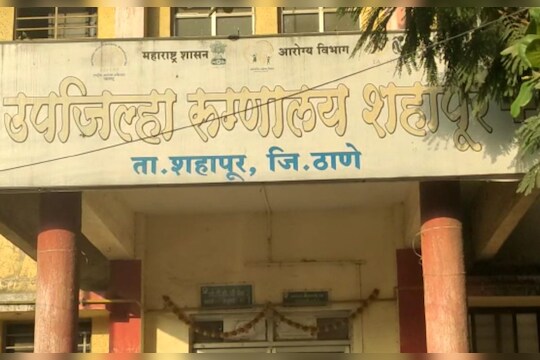 महाराष्ट्र शासन आरोग्य विभाग
उपजिल्हा रुग्णालय शहापूर
ता.शहापूर, जि.ठाणे